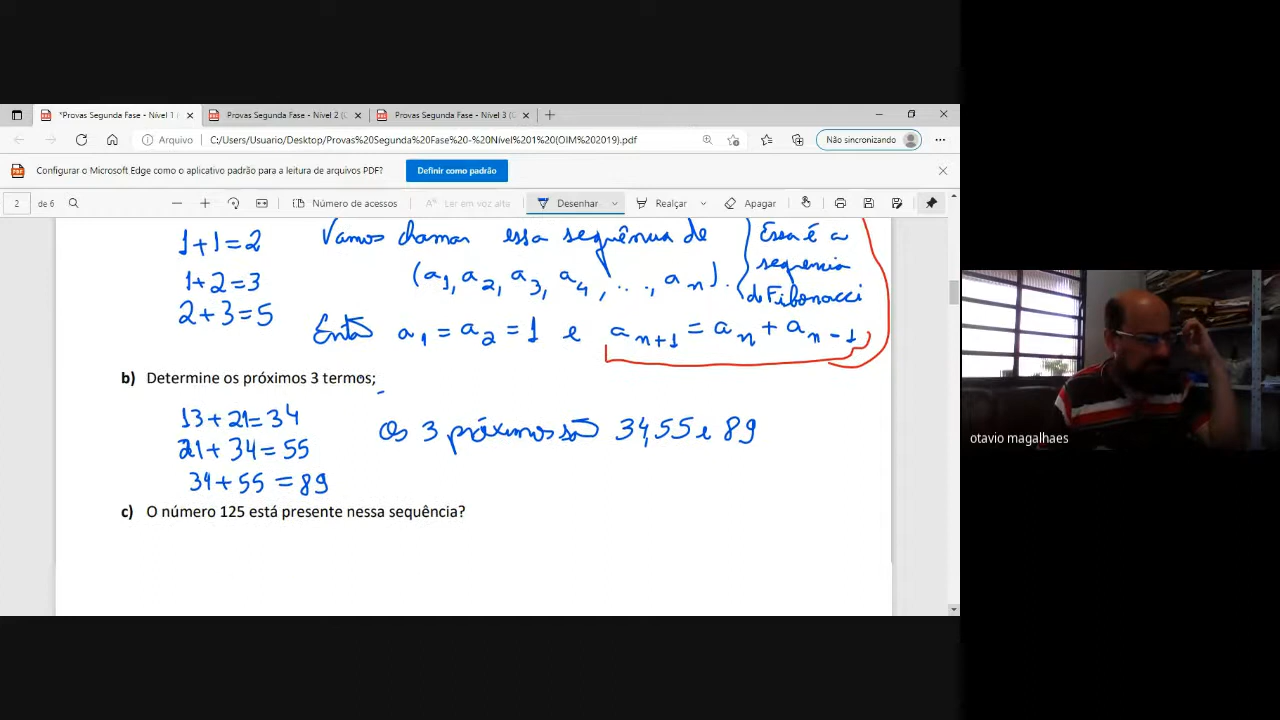 *Provas Segunda Fase - Nível 1 (
Provas Segunda Fase - Nível 2 (C
Provas Segunda Fase - Nível 3 (C
Arquivo
C:/Users/Usuario/Desktop/Provas%20Segunda%20Fase%20-%20Nível%201%20(OIM%202019).pdf
Não sincronizando
Configurar o Microsoft Edge como o aplicativo padrão para a leitura de arquivos PDF?
Definir como padrão
2
de 6
Número de acessos
Ler em voz alta
Desenhar
Realçar
Apagar
1+1=2
Vamos chamar essa sequência de
Essa é a
sequencia
de Fibonacci
1+2=3
(a1, a2, a3, a4, ..., an).
2+3=5
Então a1 = a2 = 1 e an+1 = an + an-1
b) Determine os próximos 3 termos;
13+21=34
21+34=55
34+55=89
Os 3 próximos são 34,55 e 89
c) O número 125 está presente nessa sequência?
otavio magalhaes